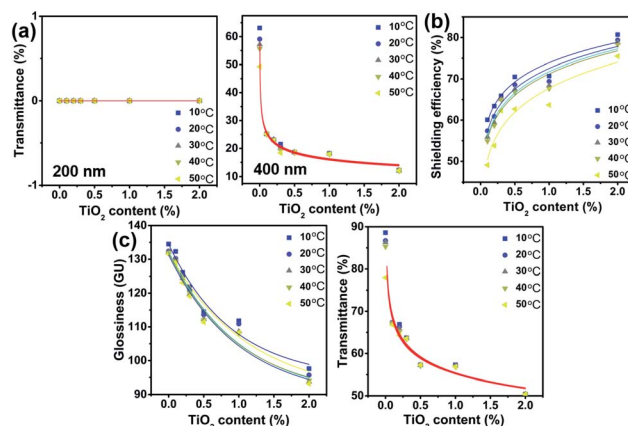 (a)
Transmittance (%)
1
0
-1
0.0 0.5 1.0 1.5 2.0
TiO2 content (%)
200 nm
10°C
20°C
30°C
40°C
50°C
60
50
40
30
20
10
0.0 0.5 1.0 1.5 2.0
TiO2 content (%)
400 nm
10°C
20°C
30°C
40°C
50°C
(b)
Shielding efficiency (%)
80
70
60
50
0.0 0.5 1.0 1.5 2.0
TiO2 content (%)
10°C
20°C
30°C
40°C
50°C
(c)
Glossiness (GU)
140
130
120
110
100
90
0.0 0.5 1.0 1.5 2.0
TiO2 content (%)
10°C
20°C
30°C
40°C
50°C
Transmittance (%)
90
80
70
60
50
0.0 0.5 1.0 1.5 2.0
TiO2 content (%)
10°C
20°C
30°C
40°C
50°C